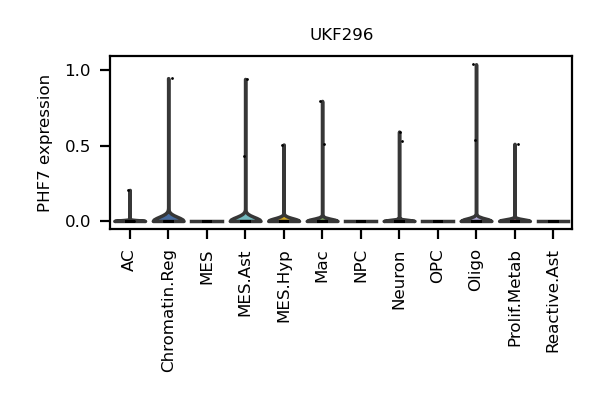 UKF296
PHF7 expression
1.0
0.5
0.0
AC
Chromatin.Reg
MES
MES.Ast
MES.Hyp
Mac
NPC
Neuron
OPC
Oligo
Prolif.Metab
Reactive.Ast